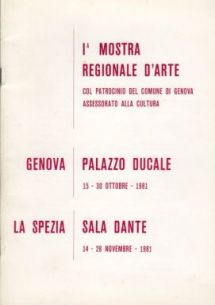 Iª MOSTRA
REGIONALE D'ARTE
COL PATROCINIO DEL COMUNE DI GENOVA
ASSESSORATO ALLA CULTURA
GENOVA PALAZZO DUCALE
15 - 30 OTTOBRE - 1981
LA SPEZIA SALA DANTE
14 - 28 NOVEMBRE - 1981